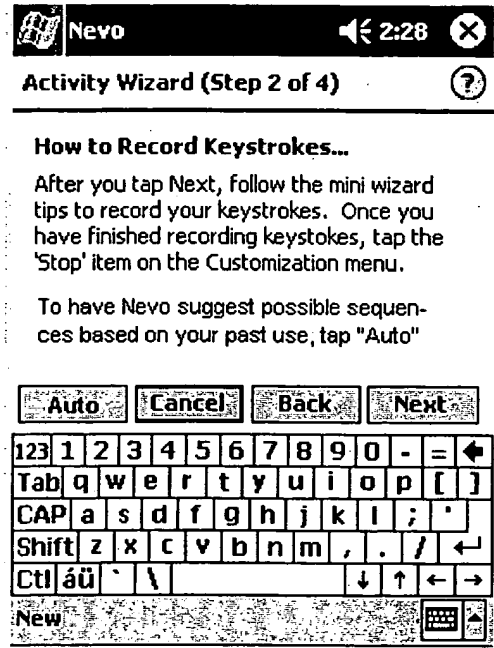 Nevo 2:28
Activity Wizard (Step 2 of 4) ?
How to Record Keystrokes...
After you tap Next, follow the mini wizard
tips to record your keystrokes. Once you
have finished recording keystokes, tap the
'Stop' item on the Customization menu.
To have Nevo suggest possible sequen-
ces based on your past use, tap "Auto"
Auto Cancel Back Next
123 1 2 3 4 5 6 7 8 9 0 - =
Tab q w e r t y u i o p [ ]
CAP a s d f g h j k l ; '
Shift z x c v b n m , . /
Ctl áü ` \
New